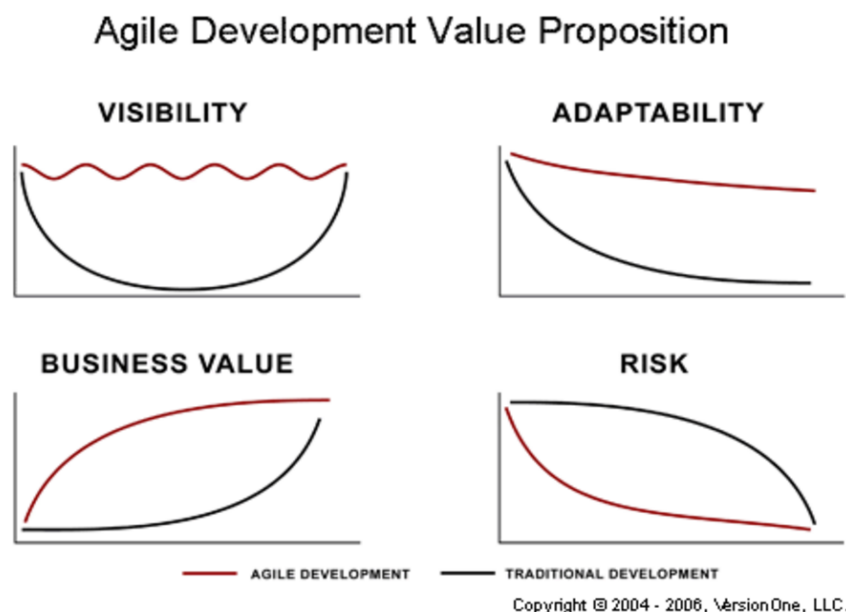 Agile Development Value Proposition
VISIBILITY
ADAPTABILITY
BUSINESS VALUE
RISK
AGILE DEVELOPMENT
TRADITIONAL DEVELOPMENT
Copyright © 2004 - 2006, VersionOne, LLC.